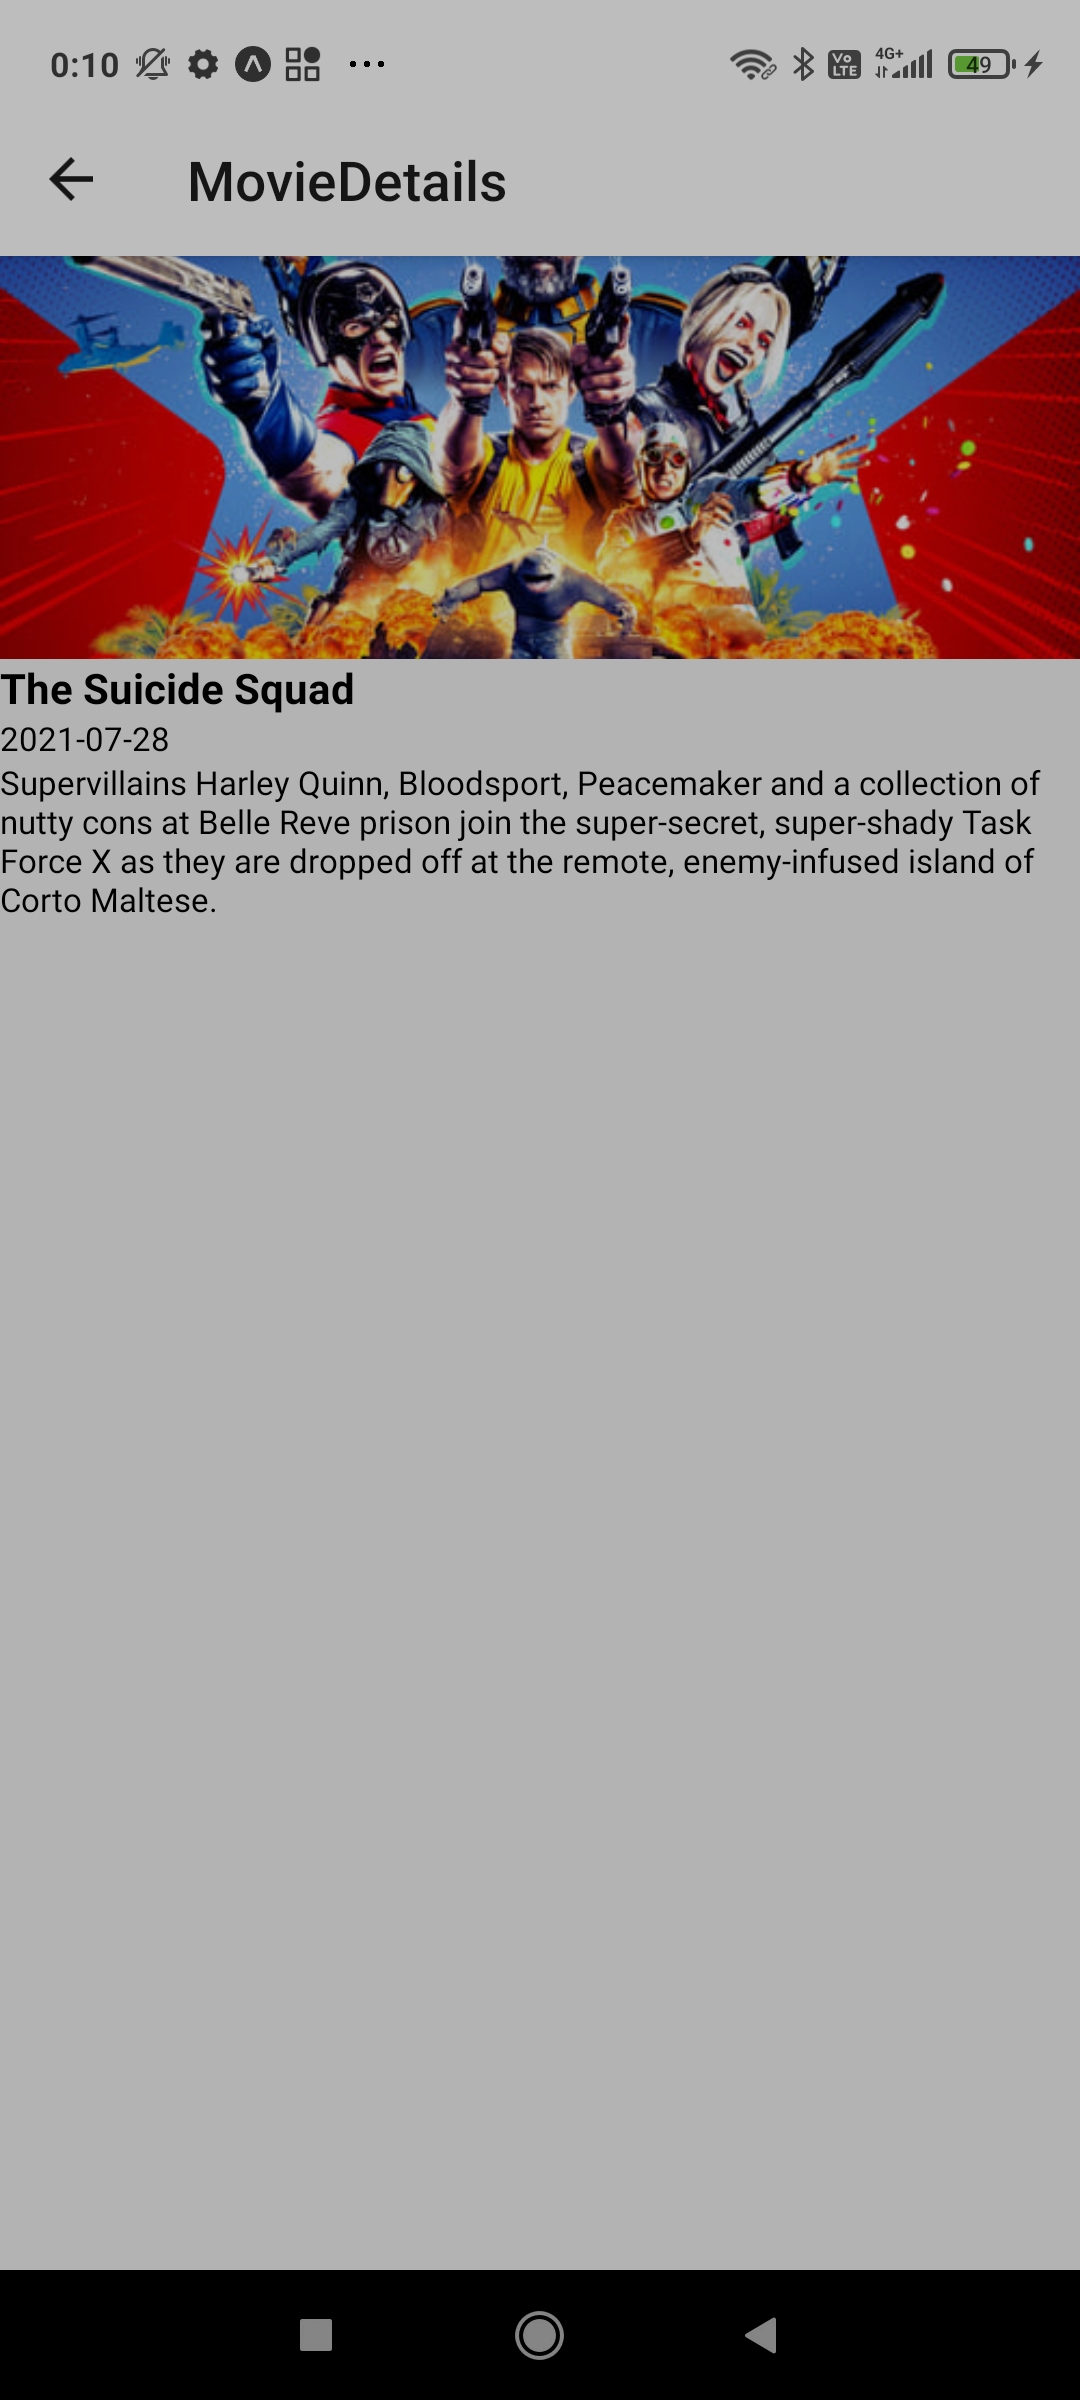 0:10
Vo
LTE
4G+
49
MovieDetails
The Suicide Squad
2021-07-28
Supervillains Harley Quinn, Bloodsport, Peacemaker and a collection of
nutty cons at Belle Reve prison join the super-secret, super-shady Task
Force X as they are dropped off at the remote, enemy-infused island of
Corto Maltese.